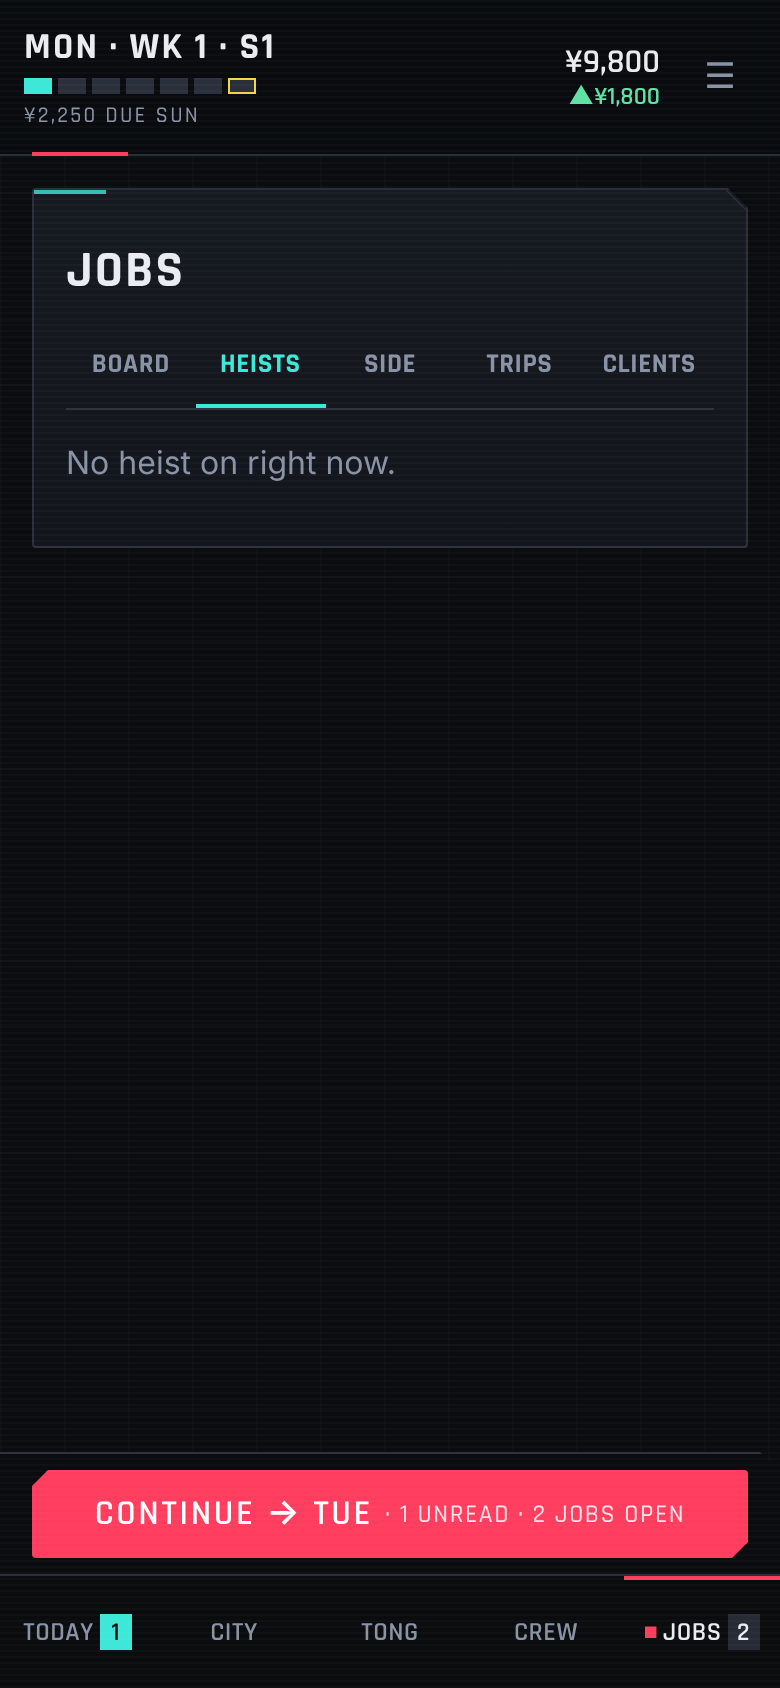 MON · WK 1 · S1
¥2,250 DUE SUN
¥9,800
▲¥1,800
JOBS
BOARD HEISTS SIDE TRIPS CLIENTS
No heist on right now.
CONTINUE → TUE · 1 UNREAD · 2 JOBS OPEN
TODAY 1 CITY TONG CREW JOBS 2